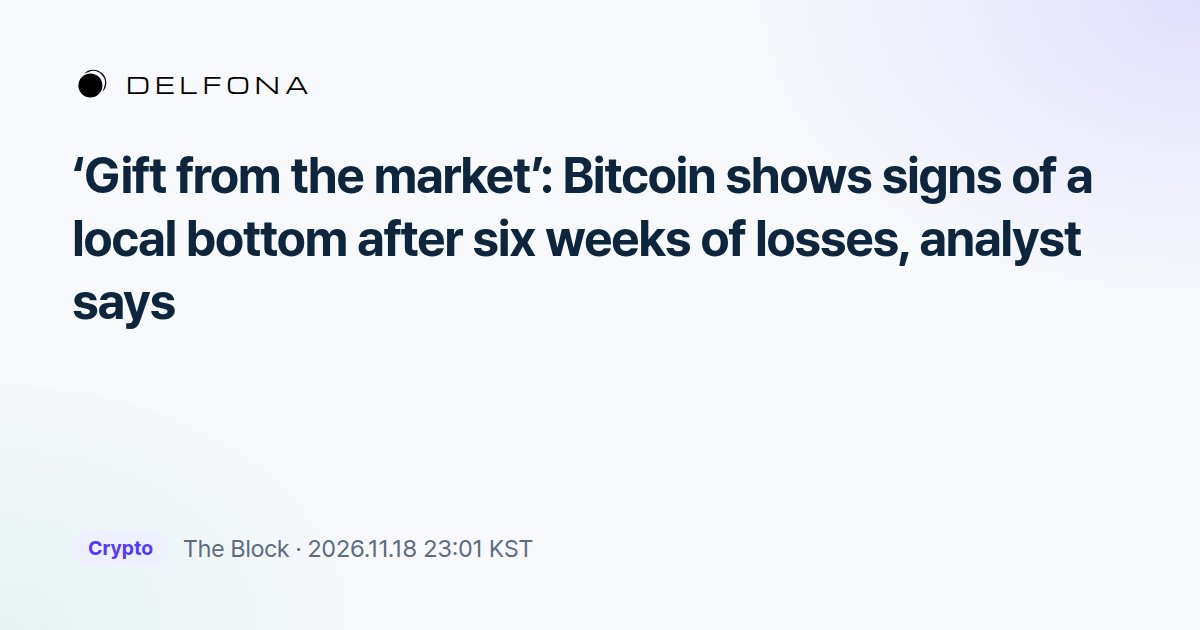 DELFONA
‘Gift from the market’: Bitcoin shows signs of a
local bottom after six weeks of losses, analyst
says
Crypto The Block · 2026.11.18 23:01 KST